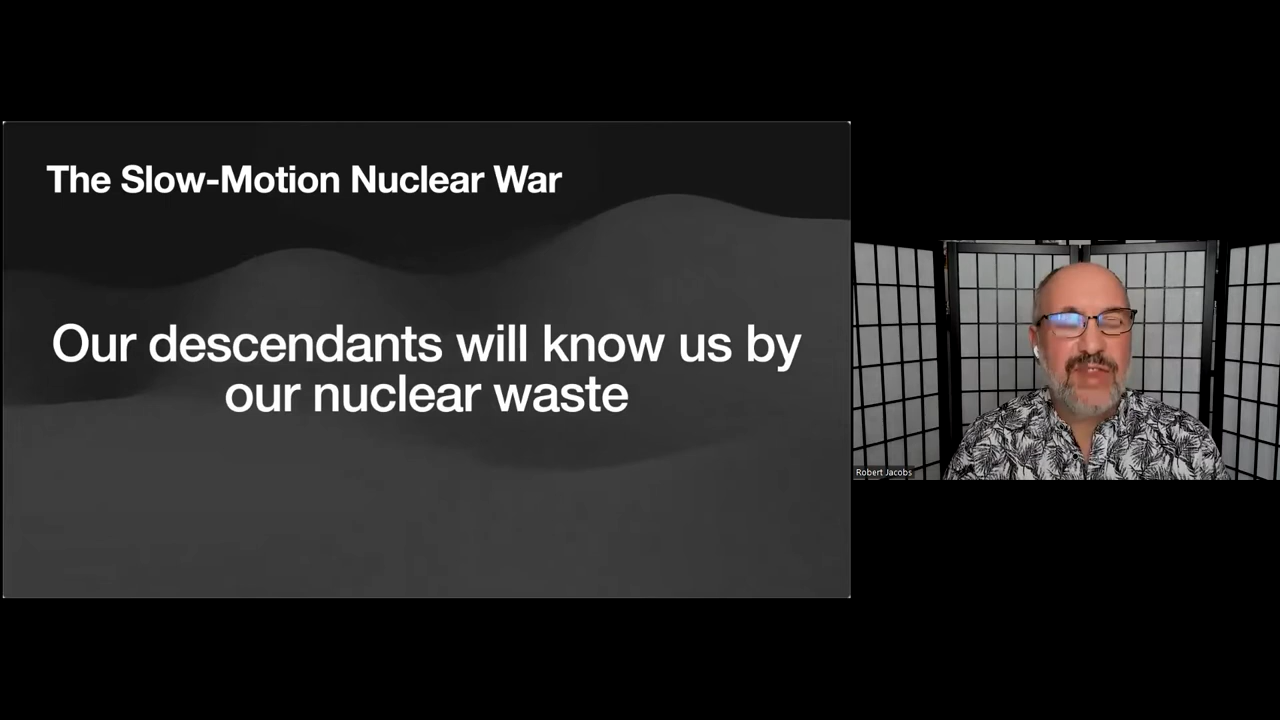 The Slow-Motion Nuclear War
Our descendants will know us by
our nuclear waste
Robert Jacobs